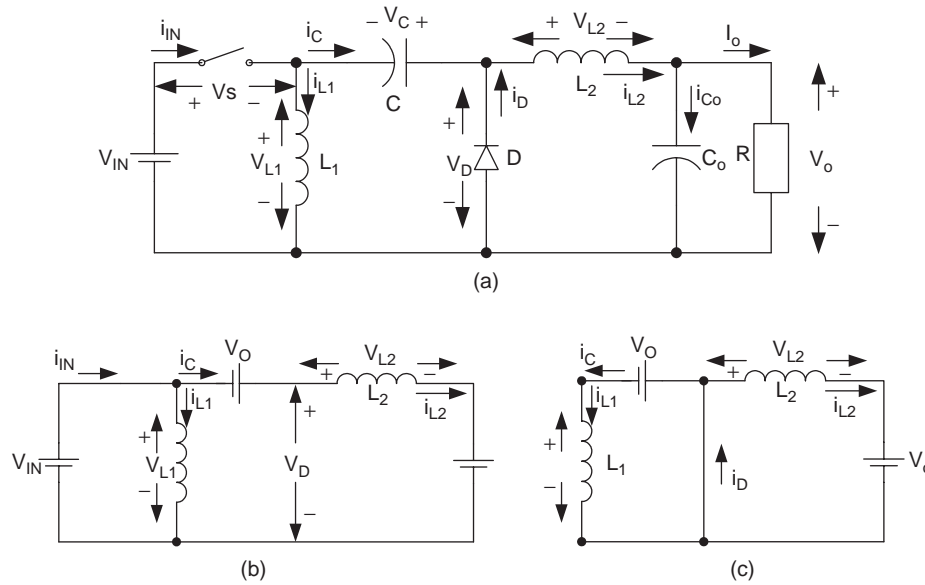 i_IN i_C − V_C + + V_L2 − I_o
+ Vs − i_L1 C i_D L_2 i_L2 i_Co +
V_IN + V_L1 − L_1 + V_D − D C_o R V_o −
(a)
i_IN i_C V_O V_L2 + − L_2 i_L2
i_L1 + V_IN V_L1 − + V_D −
(b)
i_C V_O V_L2 + − L_2 i_L2
i_L1 + L_1 − i_D V_o
(c)